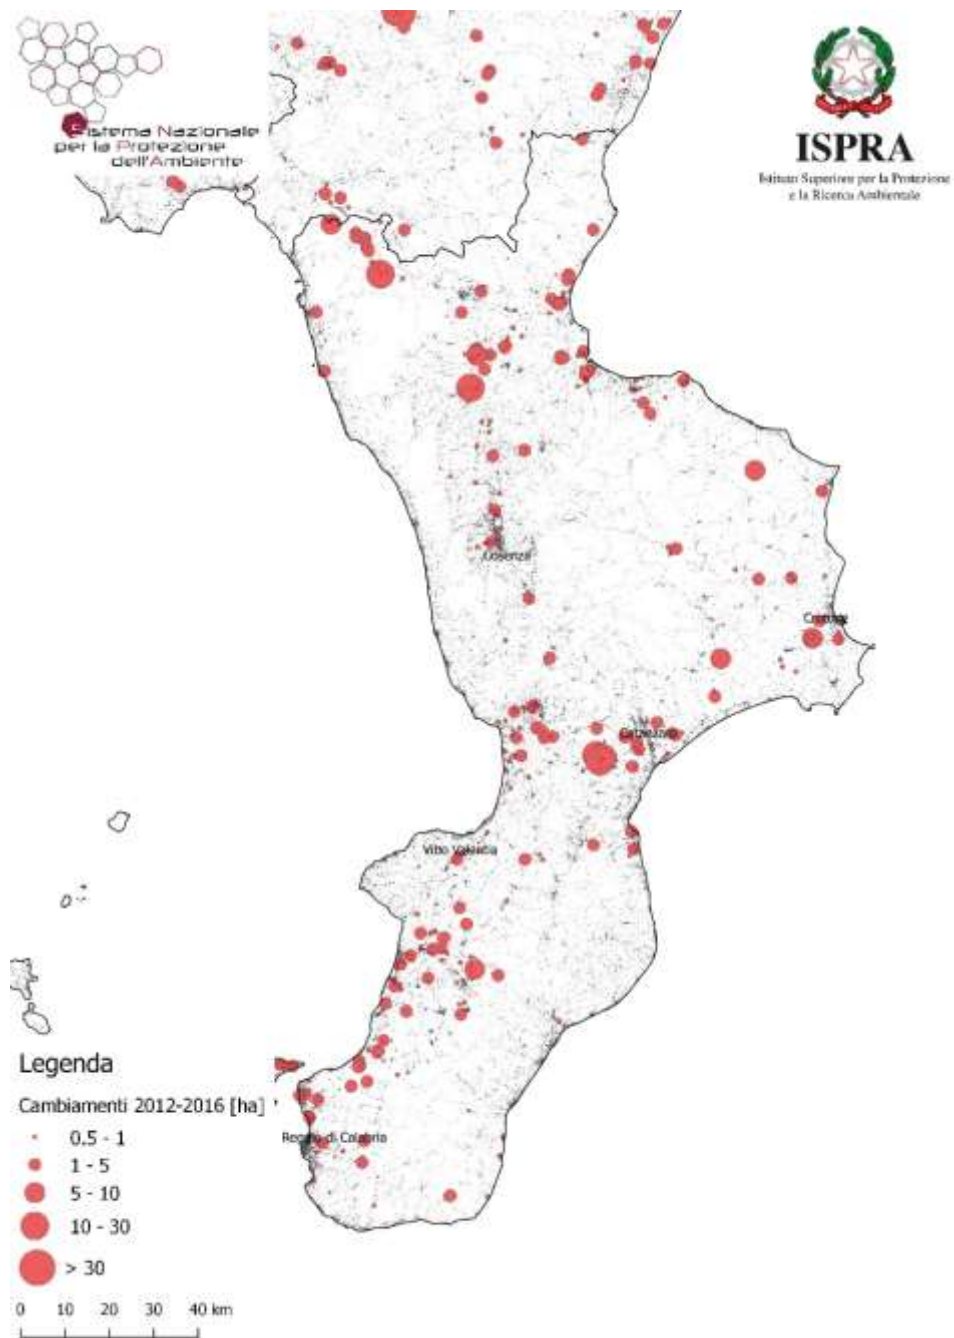 Sistema Nazionale
per la Protezione
dell'Ambiente
ISPRA
Istituto Superiore per la Protezione
e la Ricerca Ambientale
Cosenza
Crotone
Catanzaro
Vibo Valentia
Reggio di Calabria
Legenda
Cambiamenti 2012-2016 [ha]
0.5 - 1
1 - 5
5 - 10
10 - 30
> 30
0 10 20 30 40 km